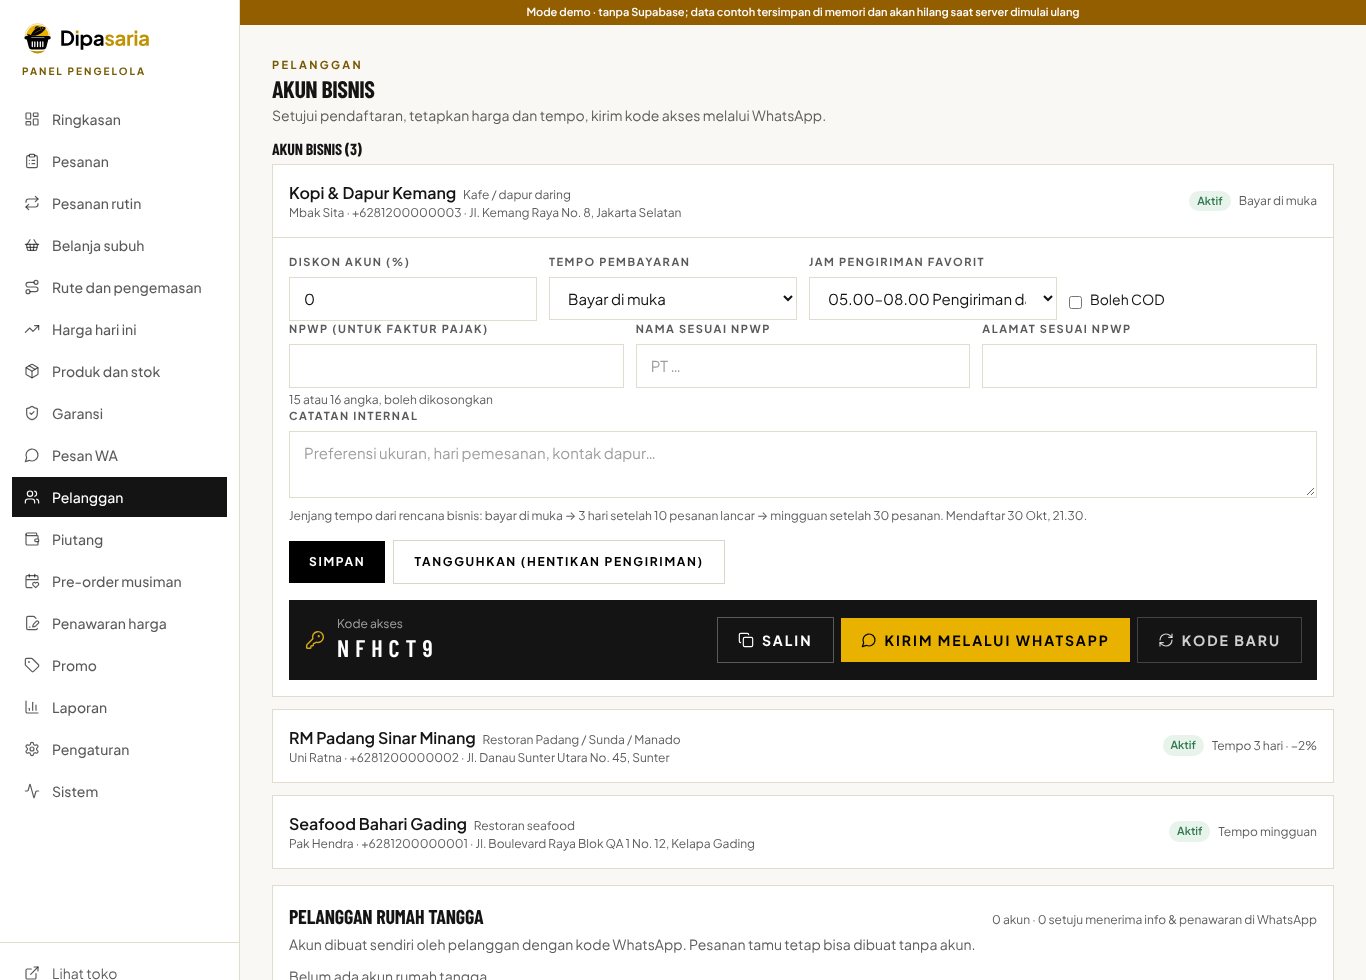 Mode demo · tanpa Supabase; data contoh tersimpan di memori dan akan hilang saat server dimulai ulang
Dipasaria
PANEL PENGELOLA
Ringkasan
Pesanan
Pesanan rutin
Belanja subuh
Rute dan pengemasan
Harga hari ini
Produk dan stok
Garansi
Pesan WA
Pelanggan
Piutang
Pre-order musiman
Penawaran harga
Promo
Laporan
Pengaturan
Sistem
Lihat toko
PELANGGAN
AKUN BISNIS
Setujui pendaftaran, tetapkan harga dan tempo, kirim kode akses melalui WhatsApp.
AKUN BISNIS (3)
Kopi & Dapur Kemang Kafe / dapur daring
Mbak Sita · +6281200000003 · Jl. Kemang Raya No. 8, Jakarta Selatan
Aktif Bayar di muka
DISKON AKUN (%) TEMPO PEMBAYARAN JAM PENGIRIMAN FAVORIT
0 Bayar di muka 05.00–08.00 Pengiriman d Boleh COD
NPWP (UNTUK FAKTUR PAJAK) NAMA SESUAI NPWP ALAMAT SESUAI NPWP
PT ...
15 atau 16 angka, boleh dikosongkan
CATATAN INTERNAL
Preferensi ukuran, hari pemesanan, kontak dapur...
Jenjang tempo dari rencana bisnis: bayar di muka → 3 hari setelah 10 pesanan lancar → mingguan setelah 30 pesanan. Mendaftar 30 Okt, 21.30.
SIMPAN TANGGUHKAN (HENTIKAN PENGIRIMAN)
Kode akses
NFHCT9 SALIN KIRIM MELALUI WHATSAPP KODE BARU
RM Padang Sinar Minang Restoran Padang / Sunda / Manado
Uni Ratna · +6281200000002 · Jl. Danau Sunter Utara No. 45, Sunter
Aktif Tempo 3 hari · −2%
Seafood Bahari Gading Restoran seafood
Pak Hendra · +6281200000001 · Jl. Boulevard Raya Blok QA 1 No. 12, Kelapa Gading
Aktif Tempo mingguan
PELANGGAN RUMAH TANGGA
0 akun · 0 setuju menerima info & penawaran di WhatsApp
Akun dibuat sendiri oleh pelanggan dengan kode WhatsApp. Pesanan tamu tetap bisa dibuat tanpa akun.
Belum ada akun rumah tangga.